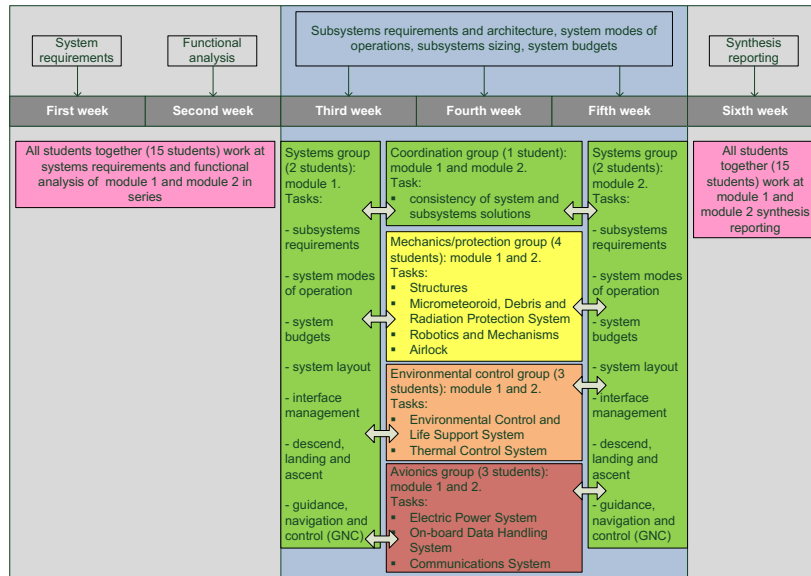 System
requirements
Functional
analysis
Subsystems requirements and architecture, system modes of
operations, subsystems sizing, system budgets
Synthesis
reporting
First week
Second week
Third week
Fourth week
Fifth week
Sixth week
All students together (15 students) work at
systems requirements and functional
analysis of module 1 and module 2 in
series
Systems group
(2 students):
module 1.
Tasks:
- subsystems
requirements
- system modes
of operation
- system
budgets
- system layout
- interface
management
- descend,
landing and
ascent
- guidance,
navigation and
control (GNC)
Coordination group (1 student):
module 1 and module 2.
Task:
▪ consistency of system and
subsystems solutions
Mechanics/protection group (4
students): module 1 and 2.
Tasks:
▪ Structures
▪ Micrometeoroid, Debris and
Radiation Protection System
▪ Robotics and Mechanisms
▪ Airlock
Environmental control group (3
students): module 1 and 2.
Tasks:
▪ Environmental Control and
Life Support System
▪ Thermal Control System
Avionics group (3 students):
module 1 and 2.
Tasks:
▪ Electric Power System
▪ On-board Data Handling
System
▪ Communications System
Systems group
(2 students):
module 2.
Tasks:
- subsystems
requirements
- system modes
of operation
- system
budgets
- system layout
- interface
management
- descend,
landing and
ascent
- guidance,
navigation and
control (GNC)
All
students
together (15
students) work at
module 1 and
module 2 synthesis
reporting